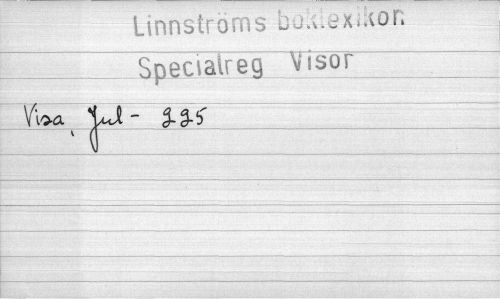 Linnströms boklexikon
Specialreg Visor
Visa, Jul- 225